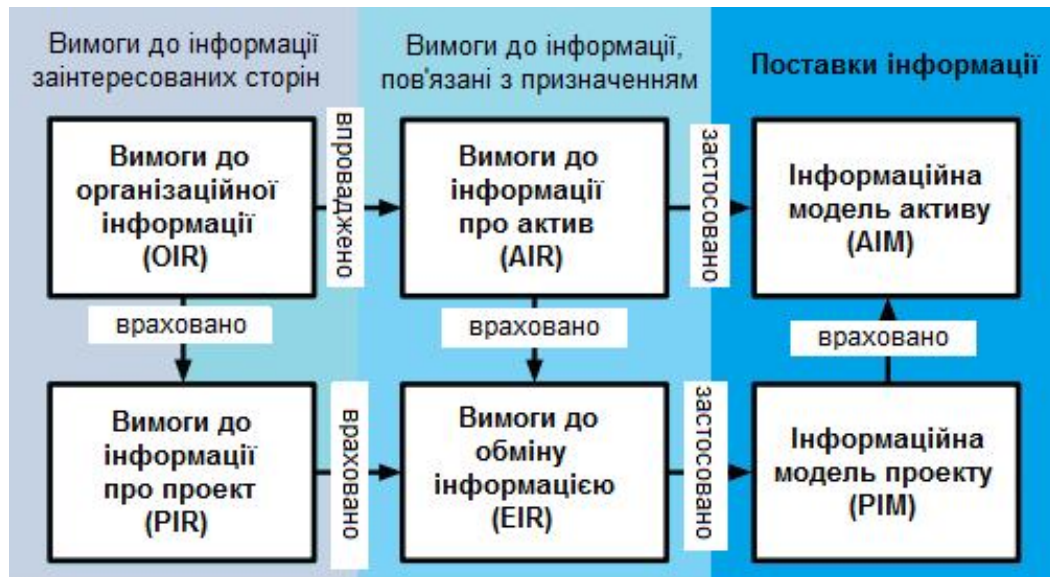 Вимоги до інформації
заінтересованих сторін
Вимоги до інформації,
пов'язані з призначенням
Поставки інформації
Вимоги до
організаційної
інформації
(OIR)
впроваджено
Вимоги до
інформації
про актив
(AIR)
застосовано
Інформаційна
модель активу
(AIM)
враховано
враховано
враховано
Вимоги до
інформації
про проект
(PIR)
враховано
Вимоги до
обміну
інформацією
(EIR)
застосовано
Інформаційна
модель проекту
(PIM)